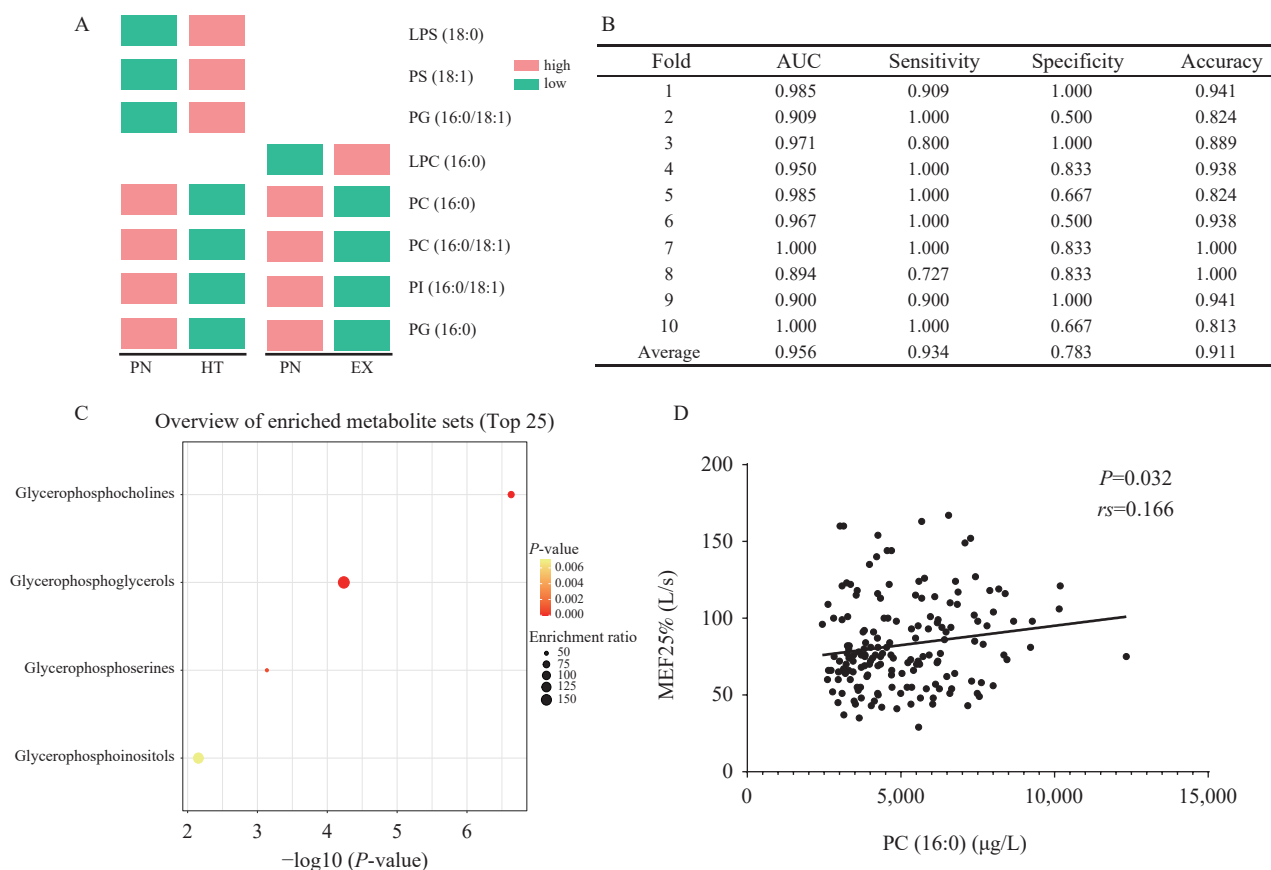 A
LPS (18:0)
PS (18:1)
PG (16:0/18:1)
LPC (16:0)
PC (16:0)
PC (16:0/18:1)
PI (16:0/18:1)
PG (16:0)
high
low
PN HT PN EX
B
Fold AUC Sensitivity Specificity Accuracy
1 0.985 0.909 1.000 0.941
2 0.909 1.000 0.500 0.824
3 0.971 0.800 1.000 0.889
4 0.950 1.000 0.833 0.938
5 0.985 1.000 0.667 0.824
6 0.967 1.000 0.500 0.938
7 1.000 1.000 0.833 1.000
8 0.894 0.727 0.833 1.000
9 0.900 0.900 1.000 0.941
10 1.000 1.000 0.667 0.813
Average 0.956 0.934 0.783 0.911
C
Overview of enriched metabolite sets (Top 25)
Glycerophosphocholines
Glycerophosphoglycerols
Glycerophosphoserines
Glycerophosphoinositols
2 3 4 5 6
−log10 (P-value)
P-value
0.006
0.004
0.002
0.000
Enrichment ratio
50
75
100
125
150
D
P=0.032
rs=0.166
MEF25% (L/s)
200
150
100
50
0
0 5,000 10,000 15,000
PC (16:0) (μg/L)